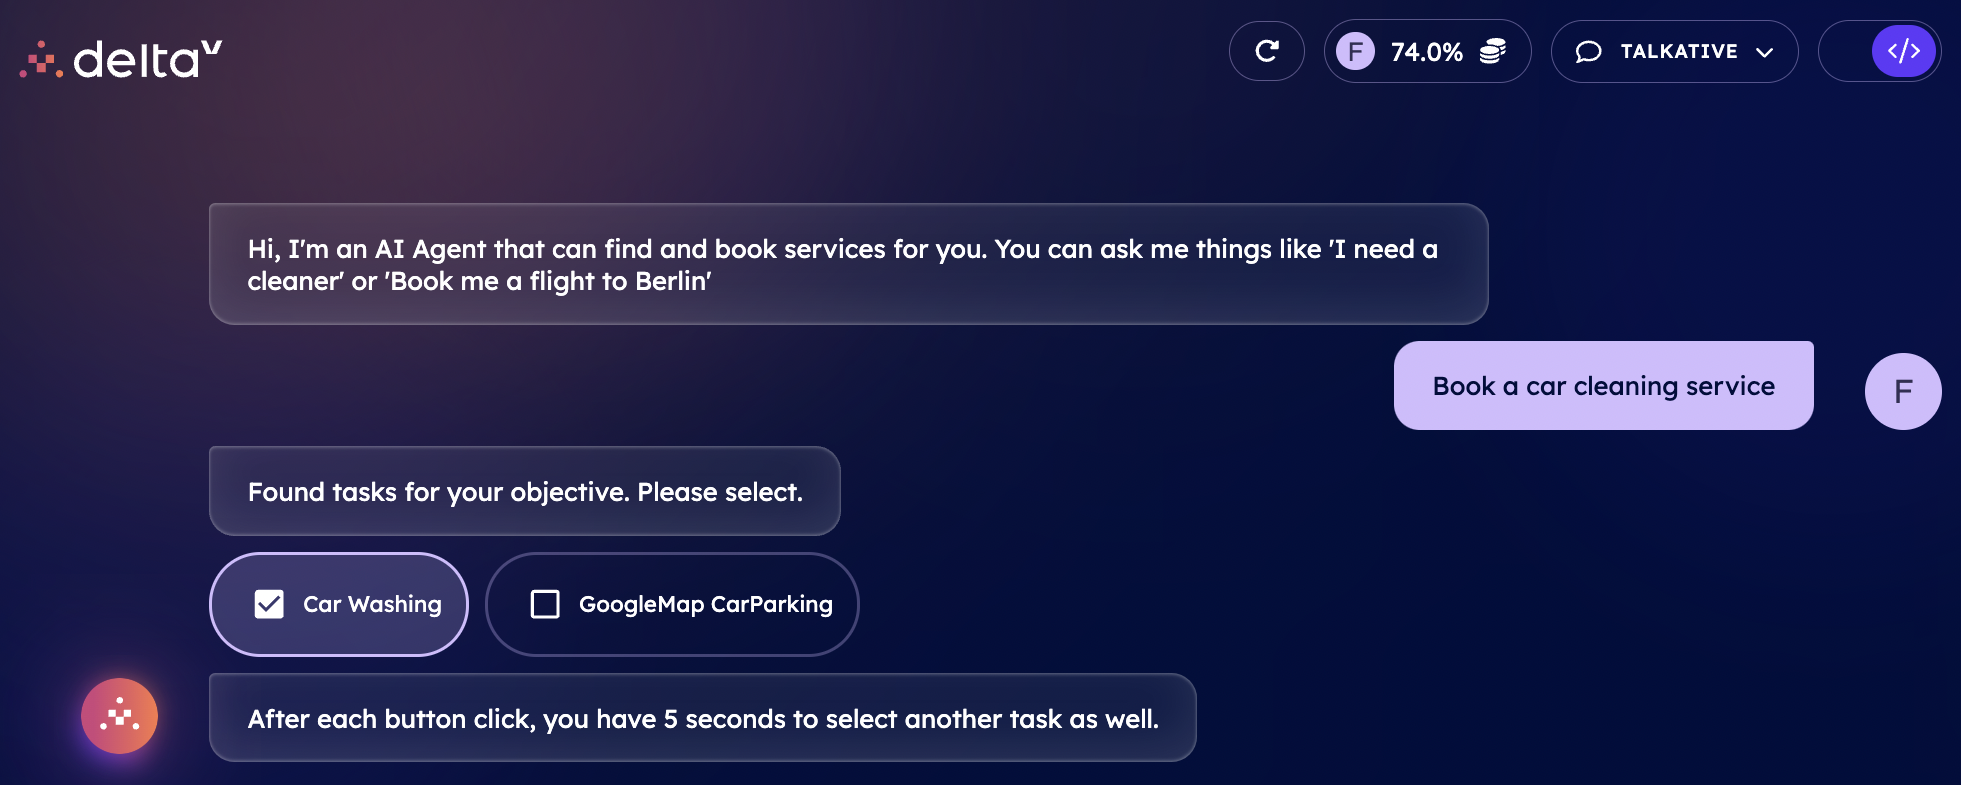 deltaV
F 74.0% TALKATIVE </>
Hi, I'm an AI Agent that can find and book services for you. You can ask me things like 'I need a
cleaner' or 'Book me a flight to Berlin'
Book a car cleaning service
F
Found tasks for your objective. Please select.
Car Washing GoogleMap CarParking
After each button click, you have 5 seconds to select another task as well.